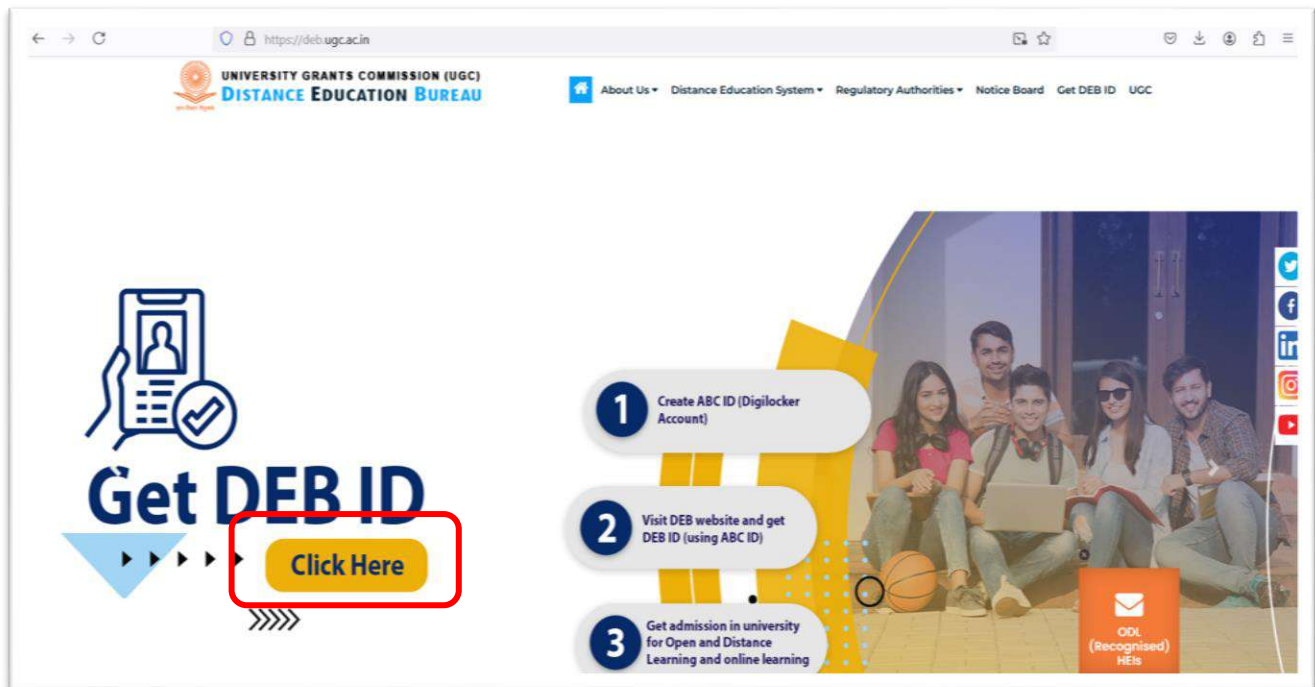 https://deb.ugc.ac.in
UNIVERSITY GRANTS COMMISSION (UGC)
DISTANCE EDUCATION BUREAU
About Us Distance Education System Regulatory Authorities Notice Board Get DEB ID UGC
Get DEB ID
Click Here
1
Create ABC ID (Digilocker
Account)
2
Visit DEB website and get
DEB ID (using ABC ID)
3
Get admission in university
for Open and Distance
Learning and online learning
ODL
(Recognised)
HEIs